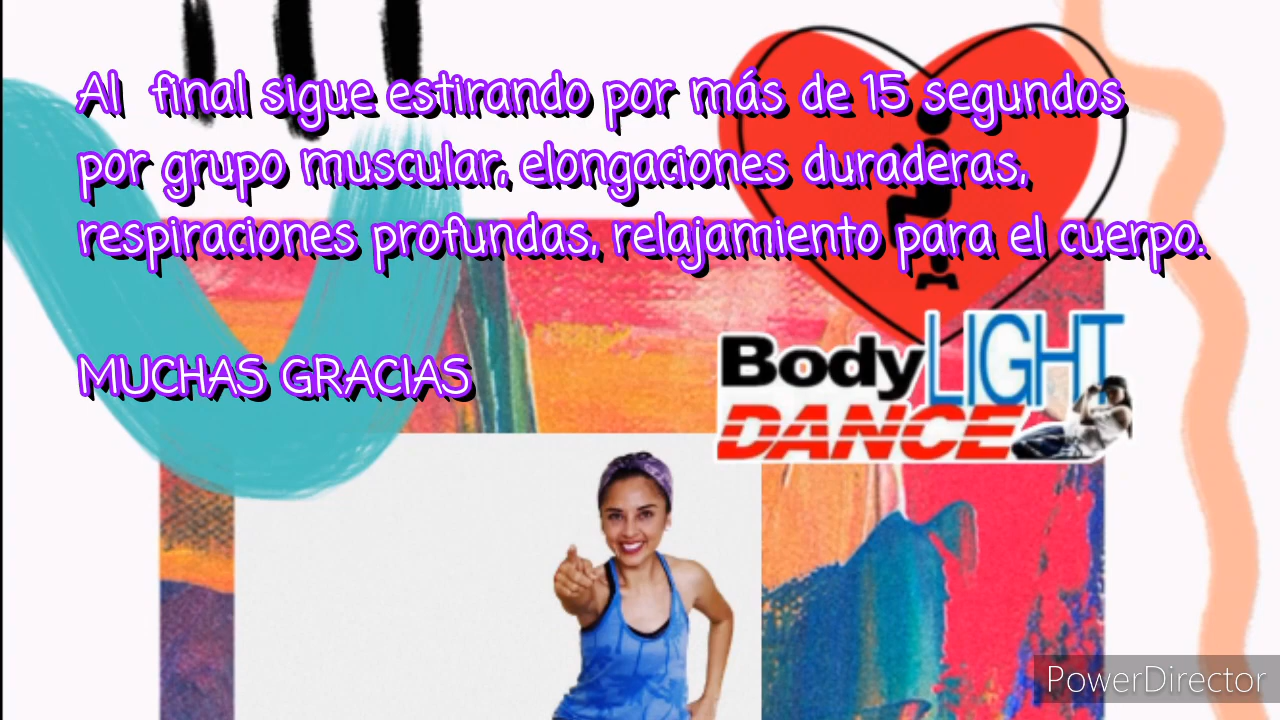 Al final sigue estirando por más de 15 segundos
por grupo muscular, elongaciones duraderas,
respiraciones profundas, relajamiento para el cuerpo.
MUCHAS GRACIAS
Body LIGHT
DANCE
PowerDirector